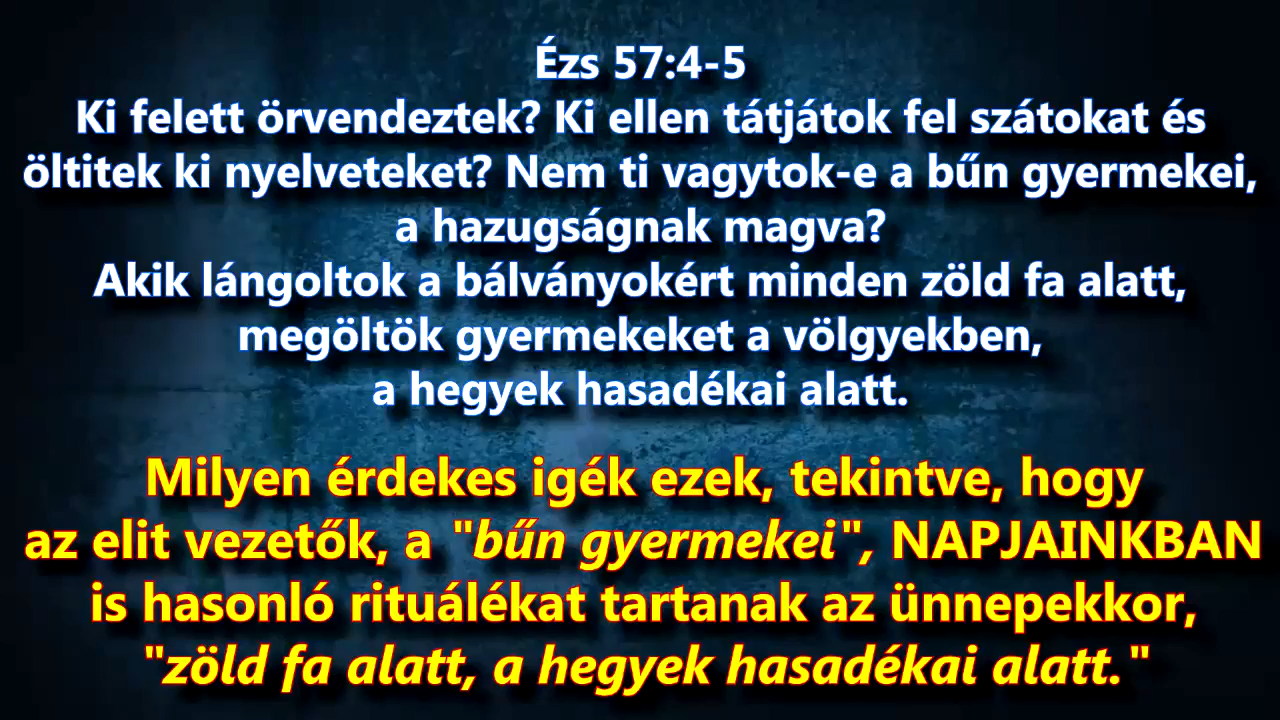 Ézs 57:4-5
Ki felett örvendeztek? Ki ellen tátjátok fel szátokat és
öltitek ki nyelveteket? Nem ti vagytok-e a bűn gyermekei,
a hazugságnak magva?
Akik lángoltok a bálványokért minden zöld fa alatt,
megöltök gyermekeket a völgyekben,
a hegyek hasadékai alatt.
Milyen érdekes igék ezek, tekintve, hogy
az elit vezetők, a "bűn gyermekei", NAPJAINKBAN
is hasonló rituálékat tartanak az ünnepekkor,
"zöld fa alatt, a hegyek hasadékai alatt."